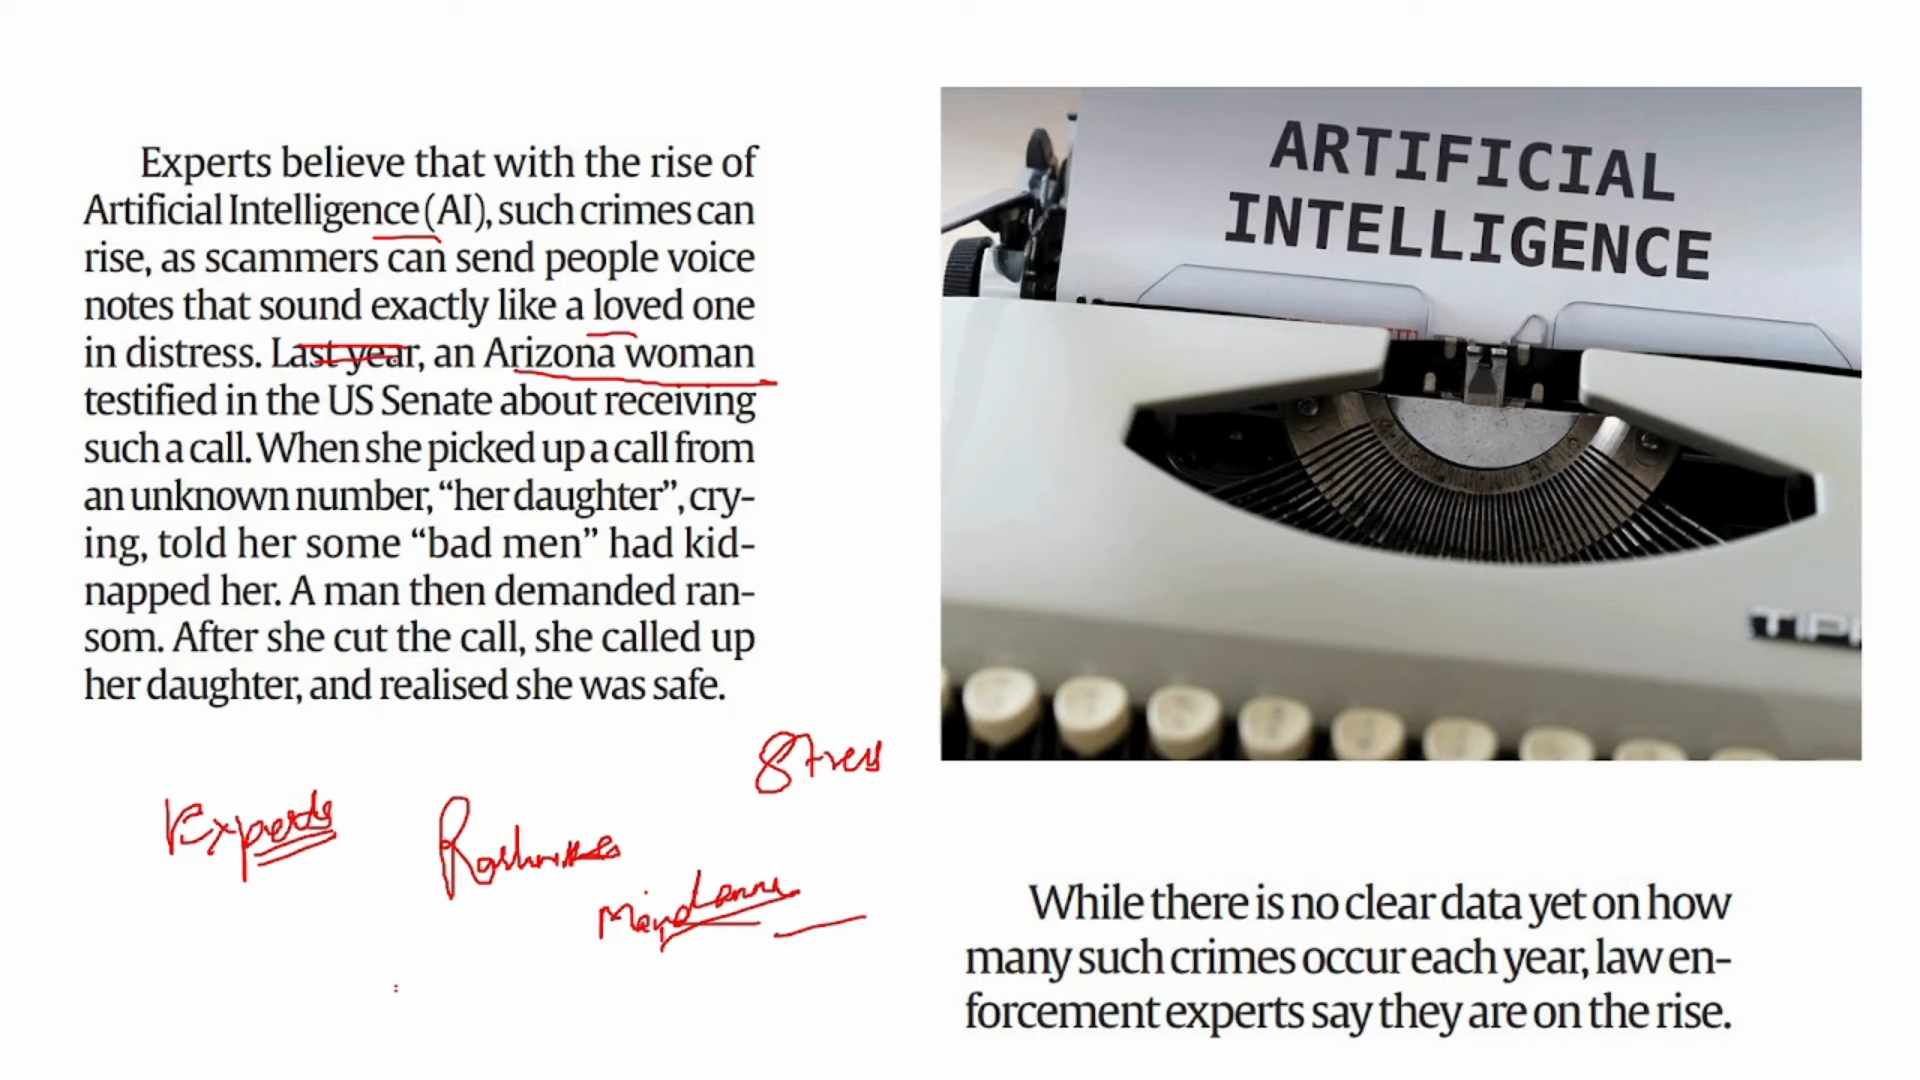 Experts believe that with the rise of
Artificial Intelligence (AI), such crimes can
rise, as scammers can send people voice
notes that sound exactly like a loved one
in distress. Last year, an Arizona woman
testified in the US Senate about receiving
such a call. When she picked up a call from
an unknown number, “her daughter”, cry-
ing, told her some “bad men” had kid-
napped her. A man then demanded ran-
som. After she cut the call, she called up
her daughter, and realised she was safe.
Stress
Experts
ARTIFICIAL
INTELLIGENCE
While there is no clear data yet on how
many such crimes occur each year, law en-
forcement experts say they are on the rise.